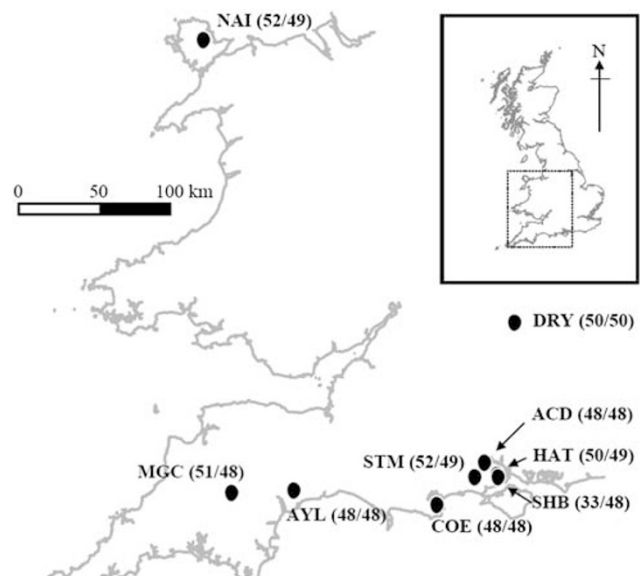 NAI (52/49)
N
0 50 100 km
DRY (50/50)
ACD (48/48)
HAT (50/49)
STM (52/49)
MGC (51/48)
SHB (33/48)
AYL (48/48)
COE (48/48)